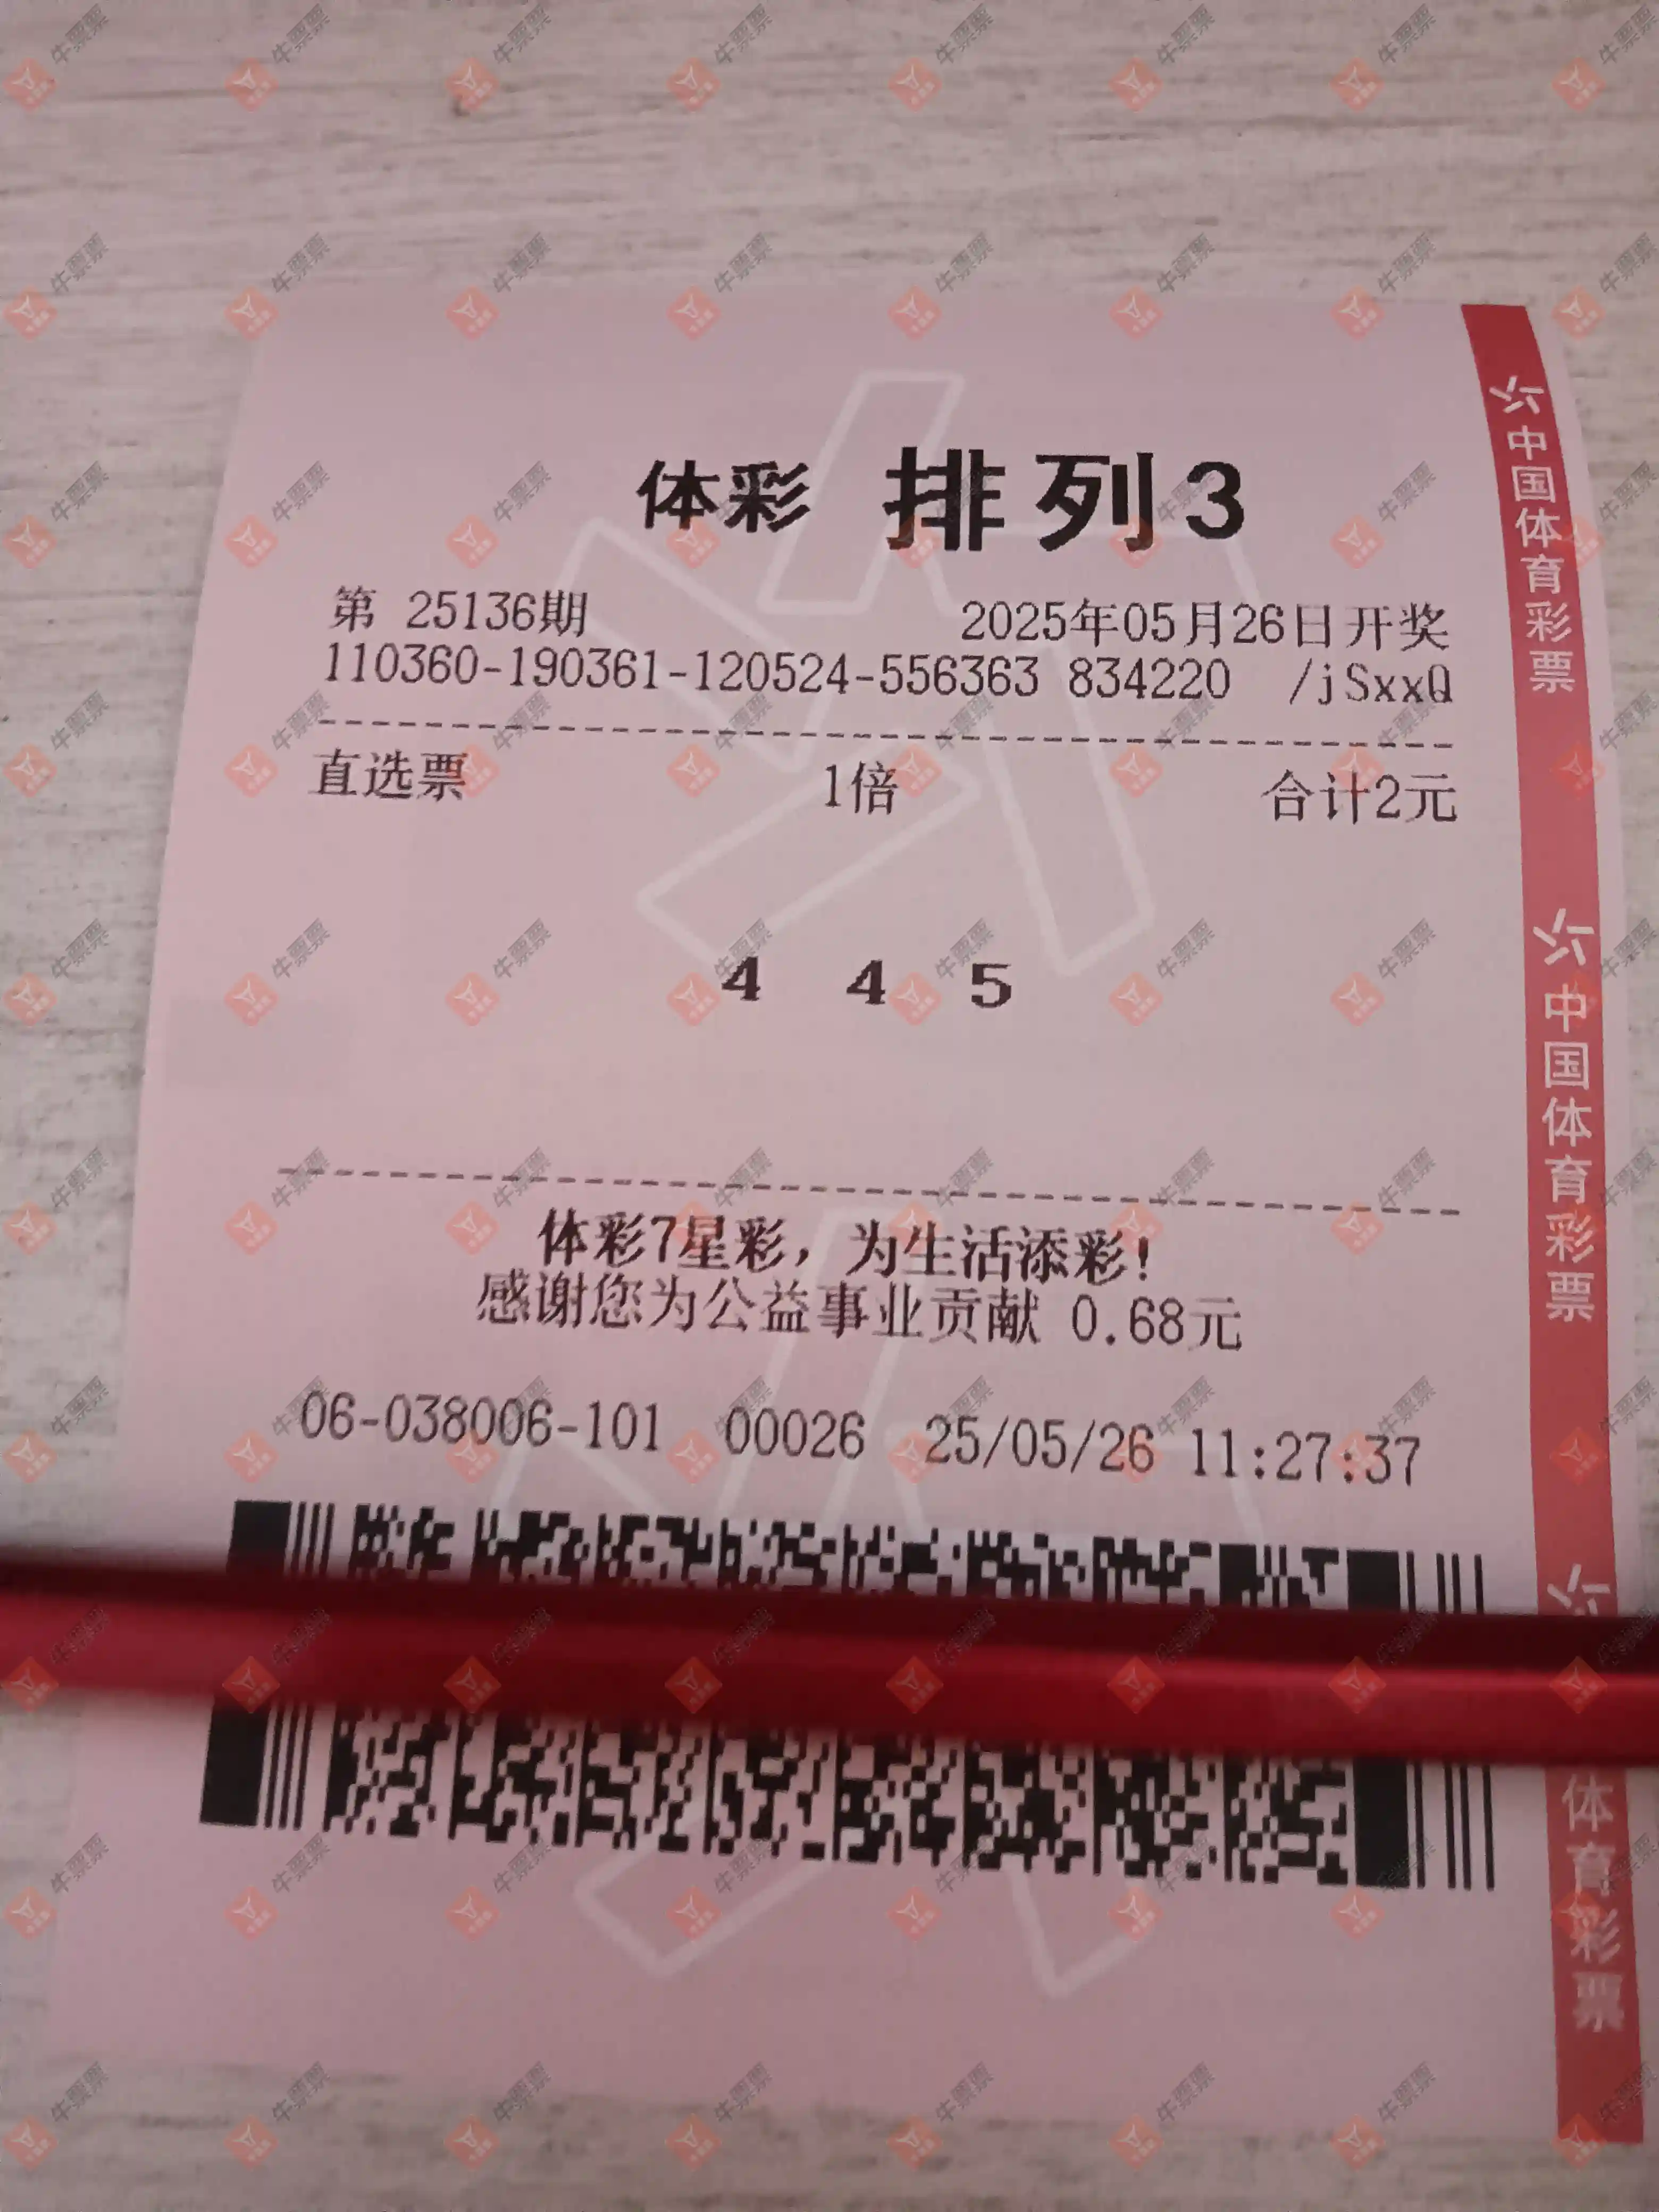 体彩 排列3
第 25136期 2025年05月26日开奖
110360-190361-120524-556363 834220 /jSxxQ
直选票 1倍 合计2元
4 4 5
体彩7星彩，为生活添彩！
感谢您为公益事业贡献 0.68元
06-038006-101 00026 25/05/26 11:27:37
中国体育彩票
中国体育彩票
体育彩票
牛票票